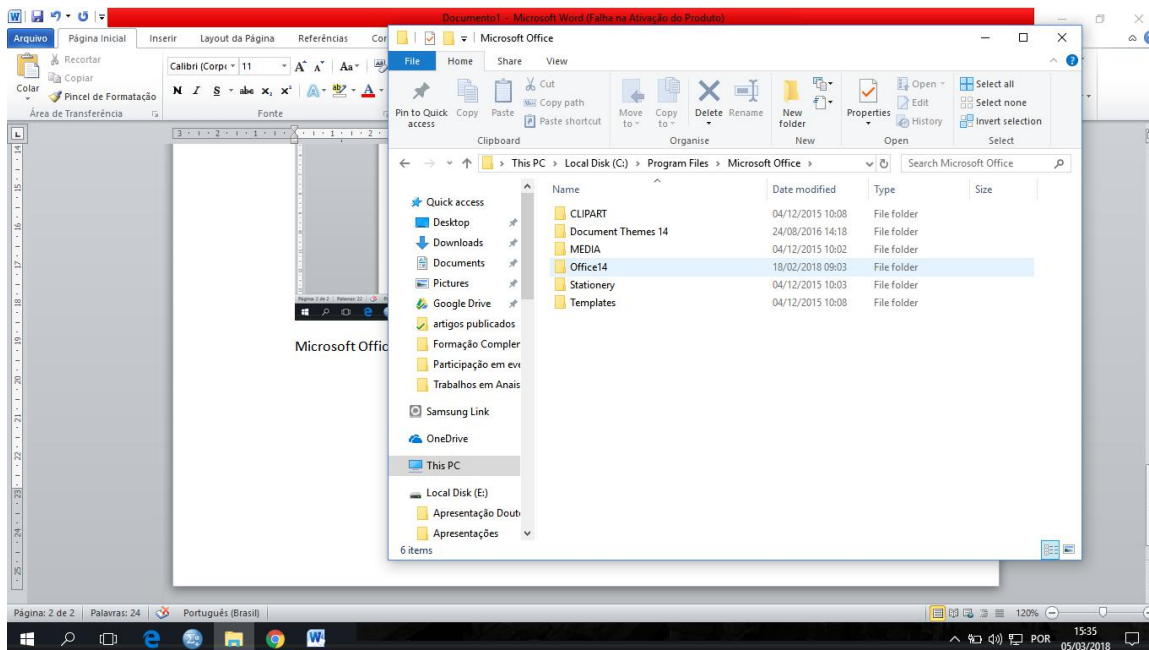 Documento1 - Microsoft Word (Falha na Ativação do Produto)
Arquivo Página Inicial Inserir Layout da Página Referências Cor
Colar
Recortar
Copiar
Pincel de Formatação
Área de Transferência
Calibri (Corpo 11
N I S abc x, x²
Fonte
3 2 1 1 2
Microsoft Office
File Home Share View
Pin to Quick access
Copy
Paste
Cut
Copy path
Paste shortcut
Clipboard
Move to
Copy to
Delete
Rename
Organise
New folder
New
Properties
Open
Edit
History
Open
Select all
Select none
Invert selection
Select
This PC > Local Disk (C:) > Program Files > Microsoft Office >
Search Microsoft Office
Quick access
Desktop
Downloads
Documents
Pictures
Google Drive
artigos publicados
Formação Compler
Participação em eve
Trabalhos em Anais
Samsung Link
OneDrive
This PC
Local Disk (E:)
Apresentação Douto
Apresentações
Name Date modified Type Size
CLIPART 04/12/2015 10:08 File folder
Document Themes 14 24/08/2016 14:18 File folder
MEDIA 04/12/2015 10:02 File folder
Office14 18/02/2018 09:03 File folder
Stationery 04/12/2015 10:03 File folder
Templates 04/12/2015 10:08 File folder
6 items
Microsoft Offic
Página: 2 de 2 Palavras: 24 Português (Brasil) 120%
POR 15:35
05/03/2018